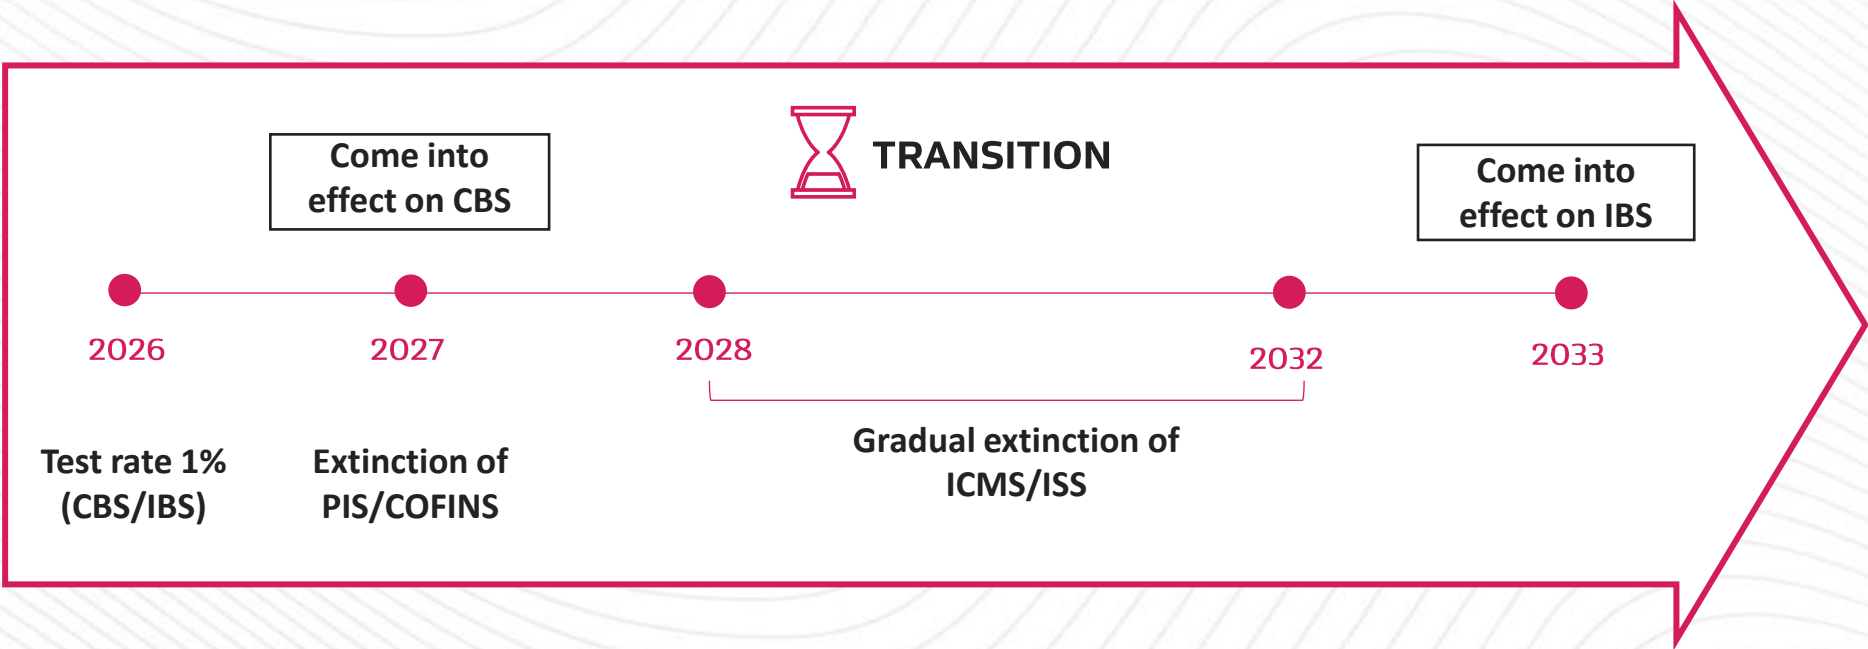 TRANSITION
Come into
effect on CBS
Come into
effect on IBS
2026
2027
2028
2032
2033
Test rate 1%
(CBS/IBS)
Extinction of
PIS/COFINS
Gradual extinction of
ICMS/ISS